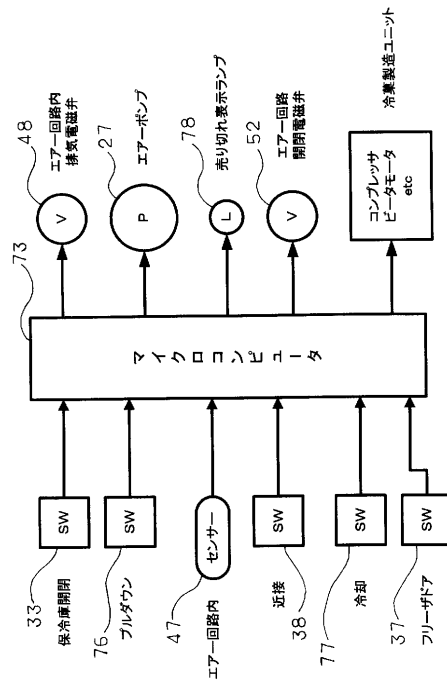 73
マイクロコンピュータ
33
SW
保冷庫開閉
76
SW
プルダウン
47
センサー
エアー回路内
38
SW
近接
77
SW
冷却
37
SW
フリーザドア
48
V
エアー回路内
排気電磁弁
27
P
エアーポンプ
78
L
売り切れ表示ランプ
52
V
エアー回路
開閉電磁弁
コンプレッサ
ビータモータ
etc
冷菓製造ユニット